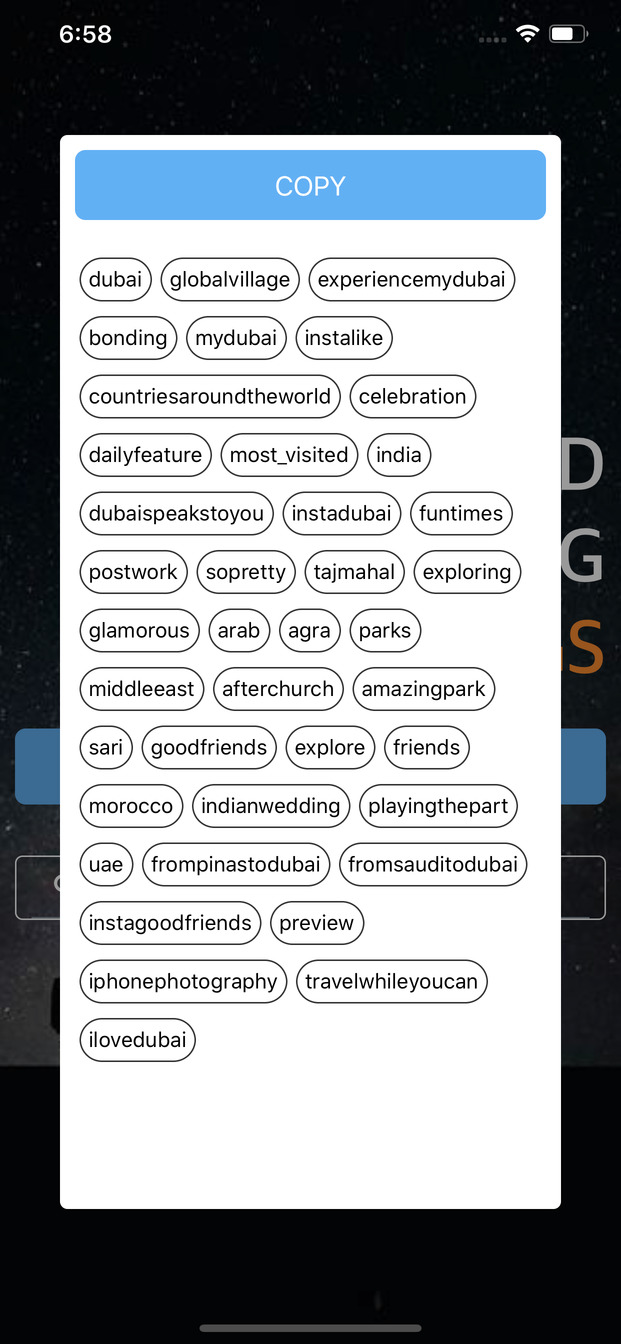 6:58
COPY
dubai globalvillage experiencemydubai
bonding mydubai instalike
countriesaroundtheworld celebration
dailyfeature most_visited india
D
dubaispeakstoyou instadubai funtimes
postwork sopretty tajmahal exploring
G
glamorous arab agra parks
S
middleeast afterchurch amazingpark
sari goodfriends explore friends
morocco indianwedding playingthepart
uae frompinastodubai fromsauditodubai
instagoodfriends preview
iphonephotography travelwhileyoucan
ilovedubai